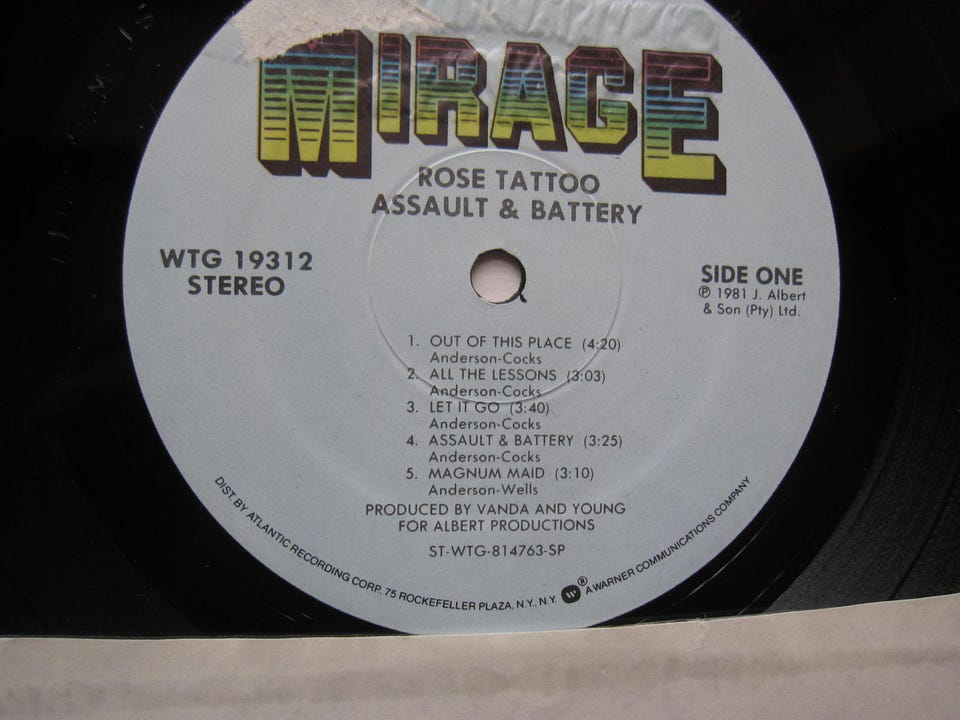 MIRAGE
ROSE TATTOO
ASSAULT & BATTERY
WTG 19312
STEREO
SIDE ONE
℗ 1981 J. Albert
& Son (Pty) Ltd.
1. OUT OF THIS PLACE (4:20)
Anderson-Cocks
2. ALL THE LESSONS (3:03)
Anderson-Cocks
3. LET IT GO (3:40)
Anderson-Cocks
4. ASSAULT & BATTERY (3:25)
Anderson-Cocks
5. MAGNUM MAID (3:10)
Anderson-Wells
PRODUCED BY VANDA AND YOUNG
FOR ALBERT PRODUCTIONS
ST-WTG-814763-SP
DIST. BY ATLANTIC RECORDING CORP., 75 ROCKEFELLER PLAZA, N.Y., N.Y. W ® A WARNER COMMUNICATIONS COMPANY